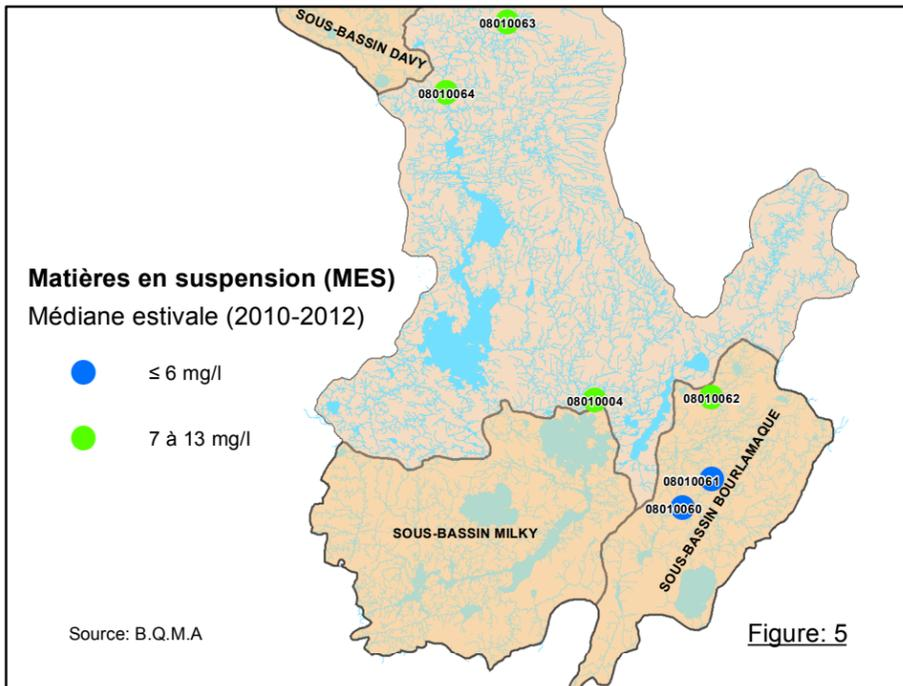 SOUS-BASSIN DAVY
08010063
08010064
Matières en suspension (MES)
Médiane estivale (2010-2012)
≤ 6 mg/l
7 à 13 mg/l
08010004
08010062
08010061
08010060
SOUS-BASSIN BOURLAMAQUE
SOUS-BASSIN MILKY
Source: B.Q.M.A
Figure: 5